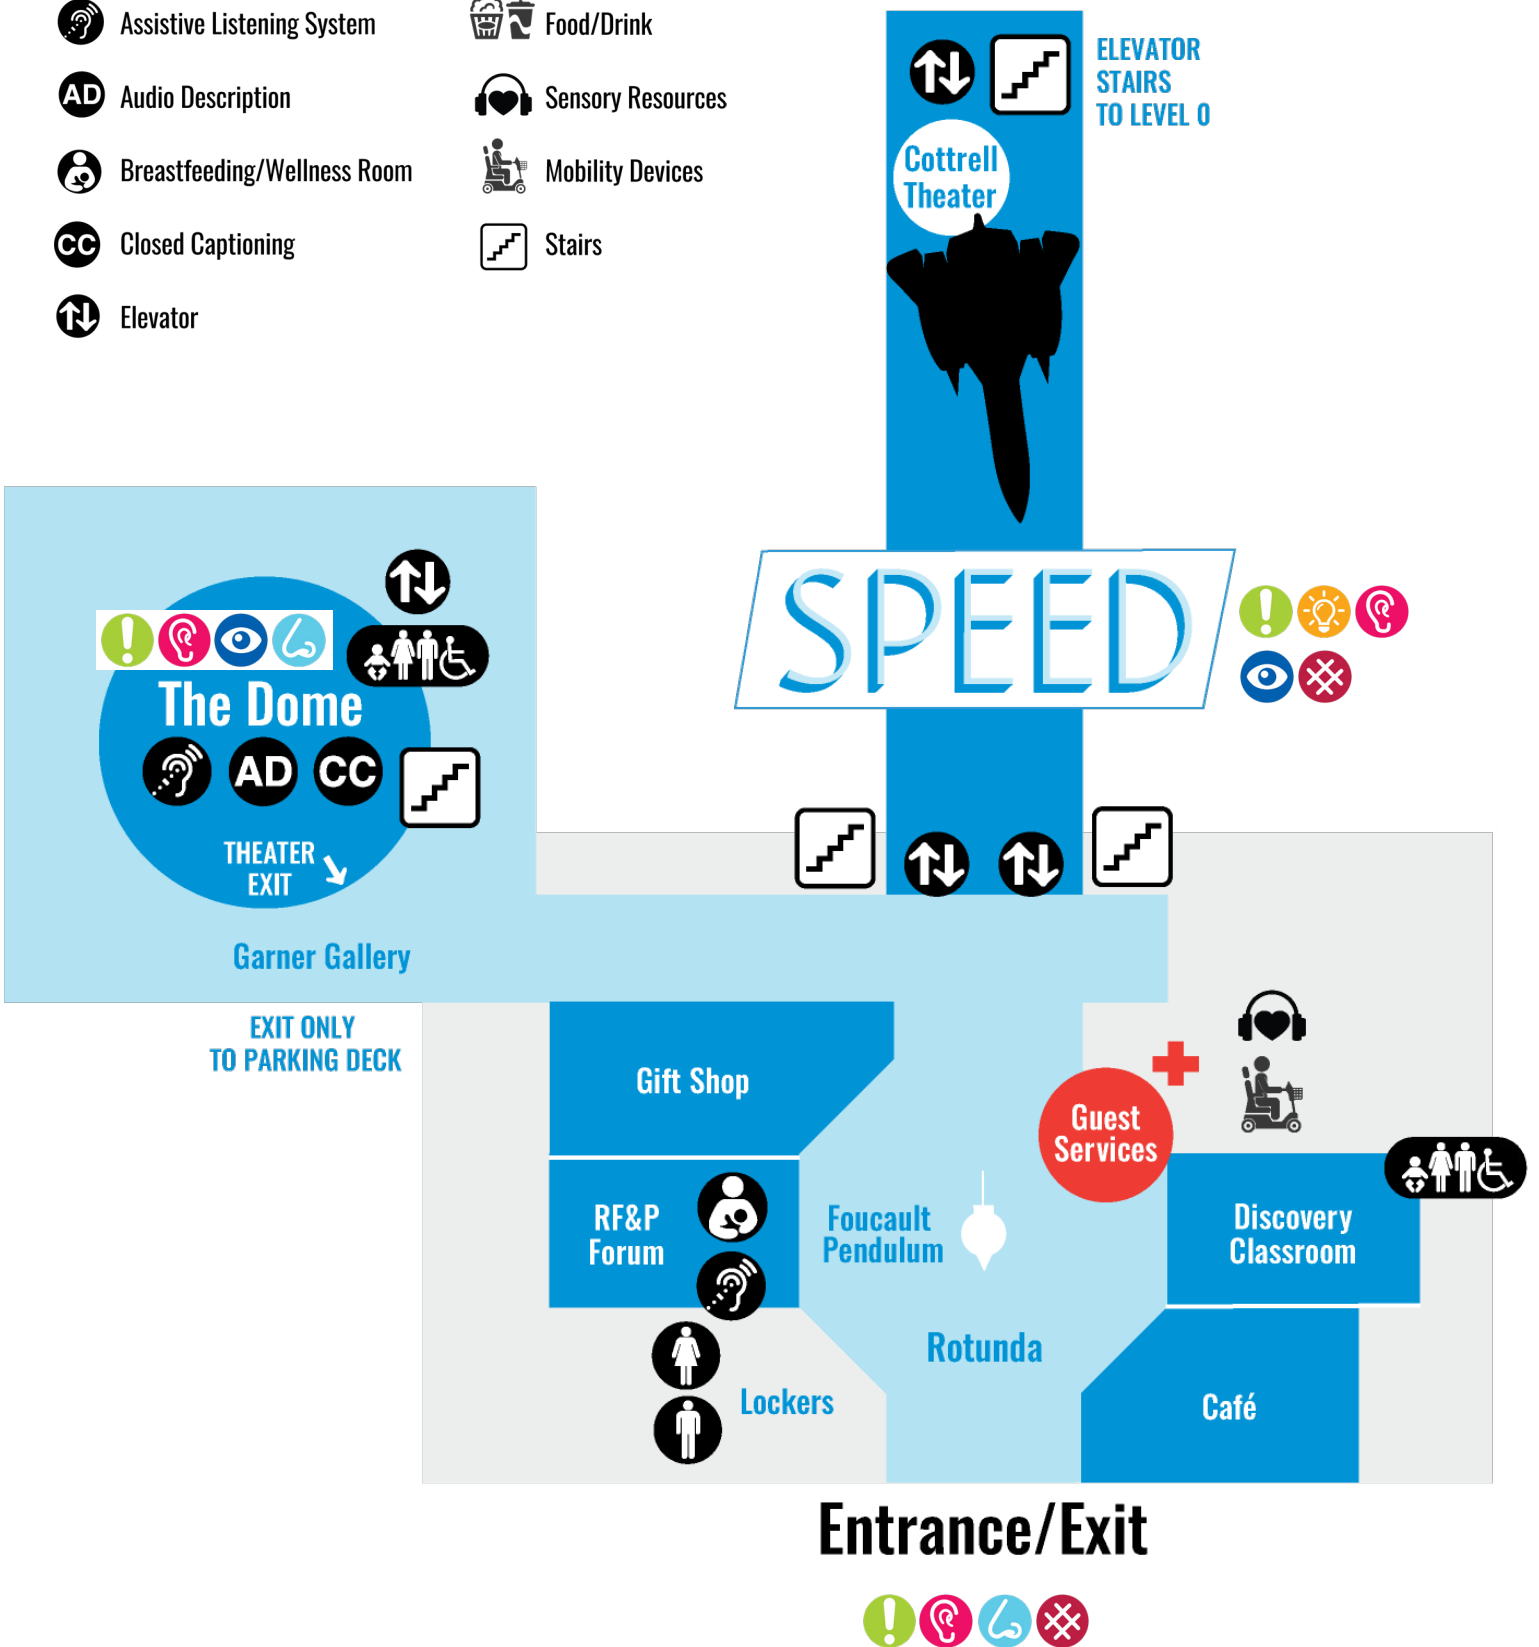 Assistive Listening System
Food/Drink
AD
Audio Description
Sensory Resources
Breastfeeding/Wellness Room
Mobility Devices
CC
Closed Captioning
Stairs
Elevator
ELEVATOR
STAIRS
TO LEVEL 0
Cottrell
Theater
SPEED
The Dome
AD
CC
THEATER
EXIT
Garner Gallery
EXIT ONLY
TO PARKING DECK
Gift Shop
Guest
Services
RF&P
Forum
Foucault
Pendulum
Discovery
Classroom
Rotunda
Lockers
Café
Entrance/Exit